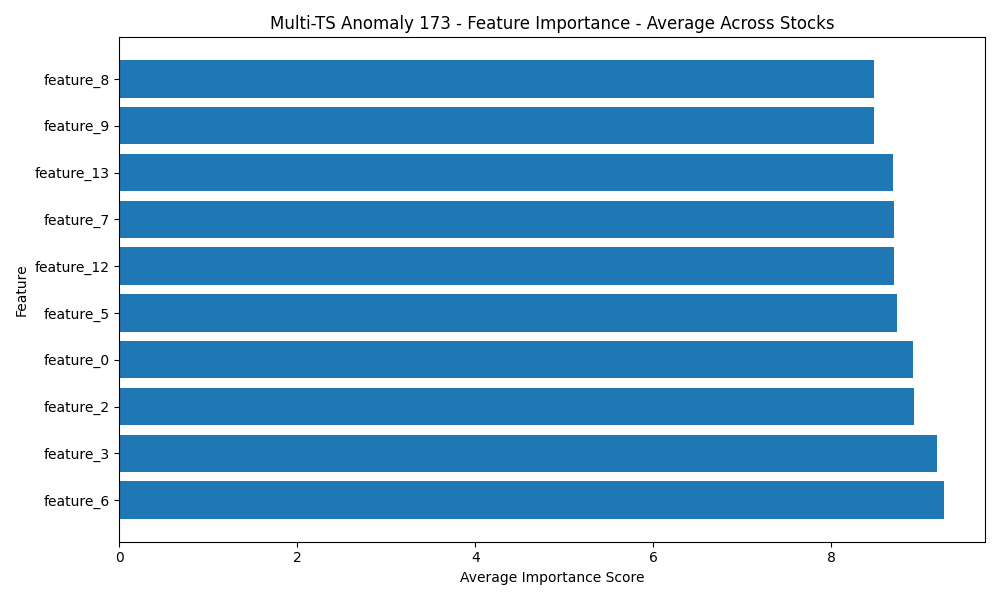 Multi-TS Anomaly 173 - Feature Importance - Average Across Stocks
feature_8
feature_9
feature_13
feature_7
feature_12
feature_5
feature_0
feature_2
feature_3
feature_6
Feature
0 2 4 6 8
Average Importance Score